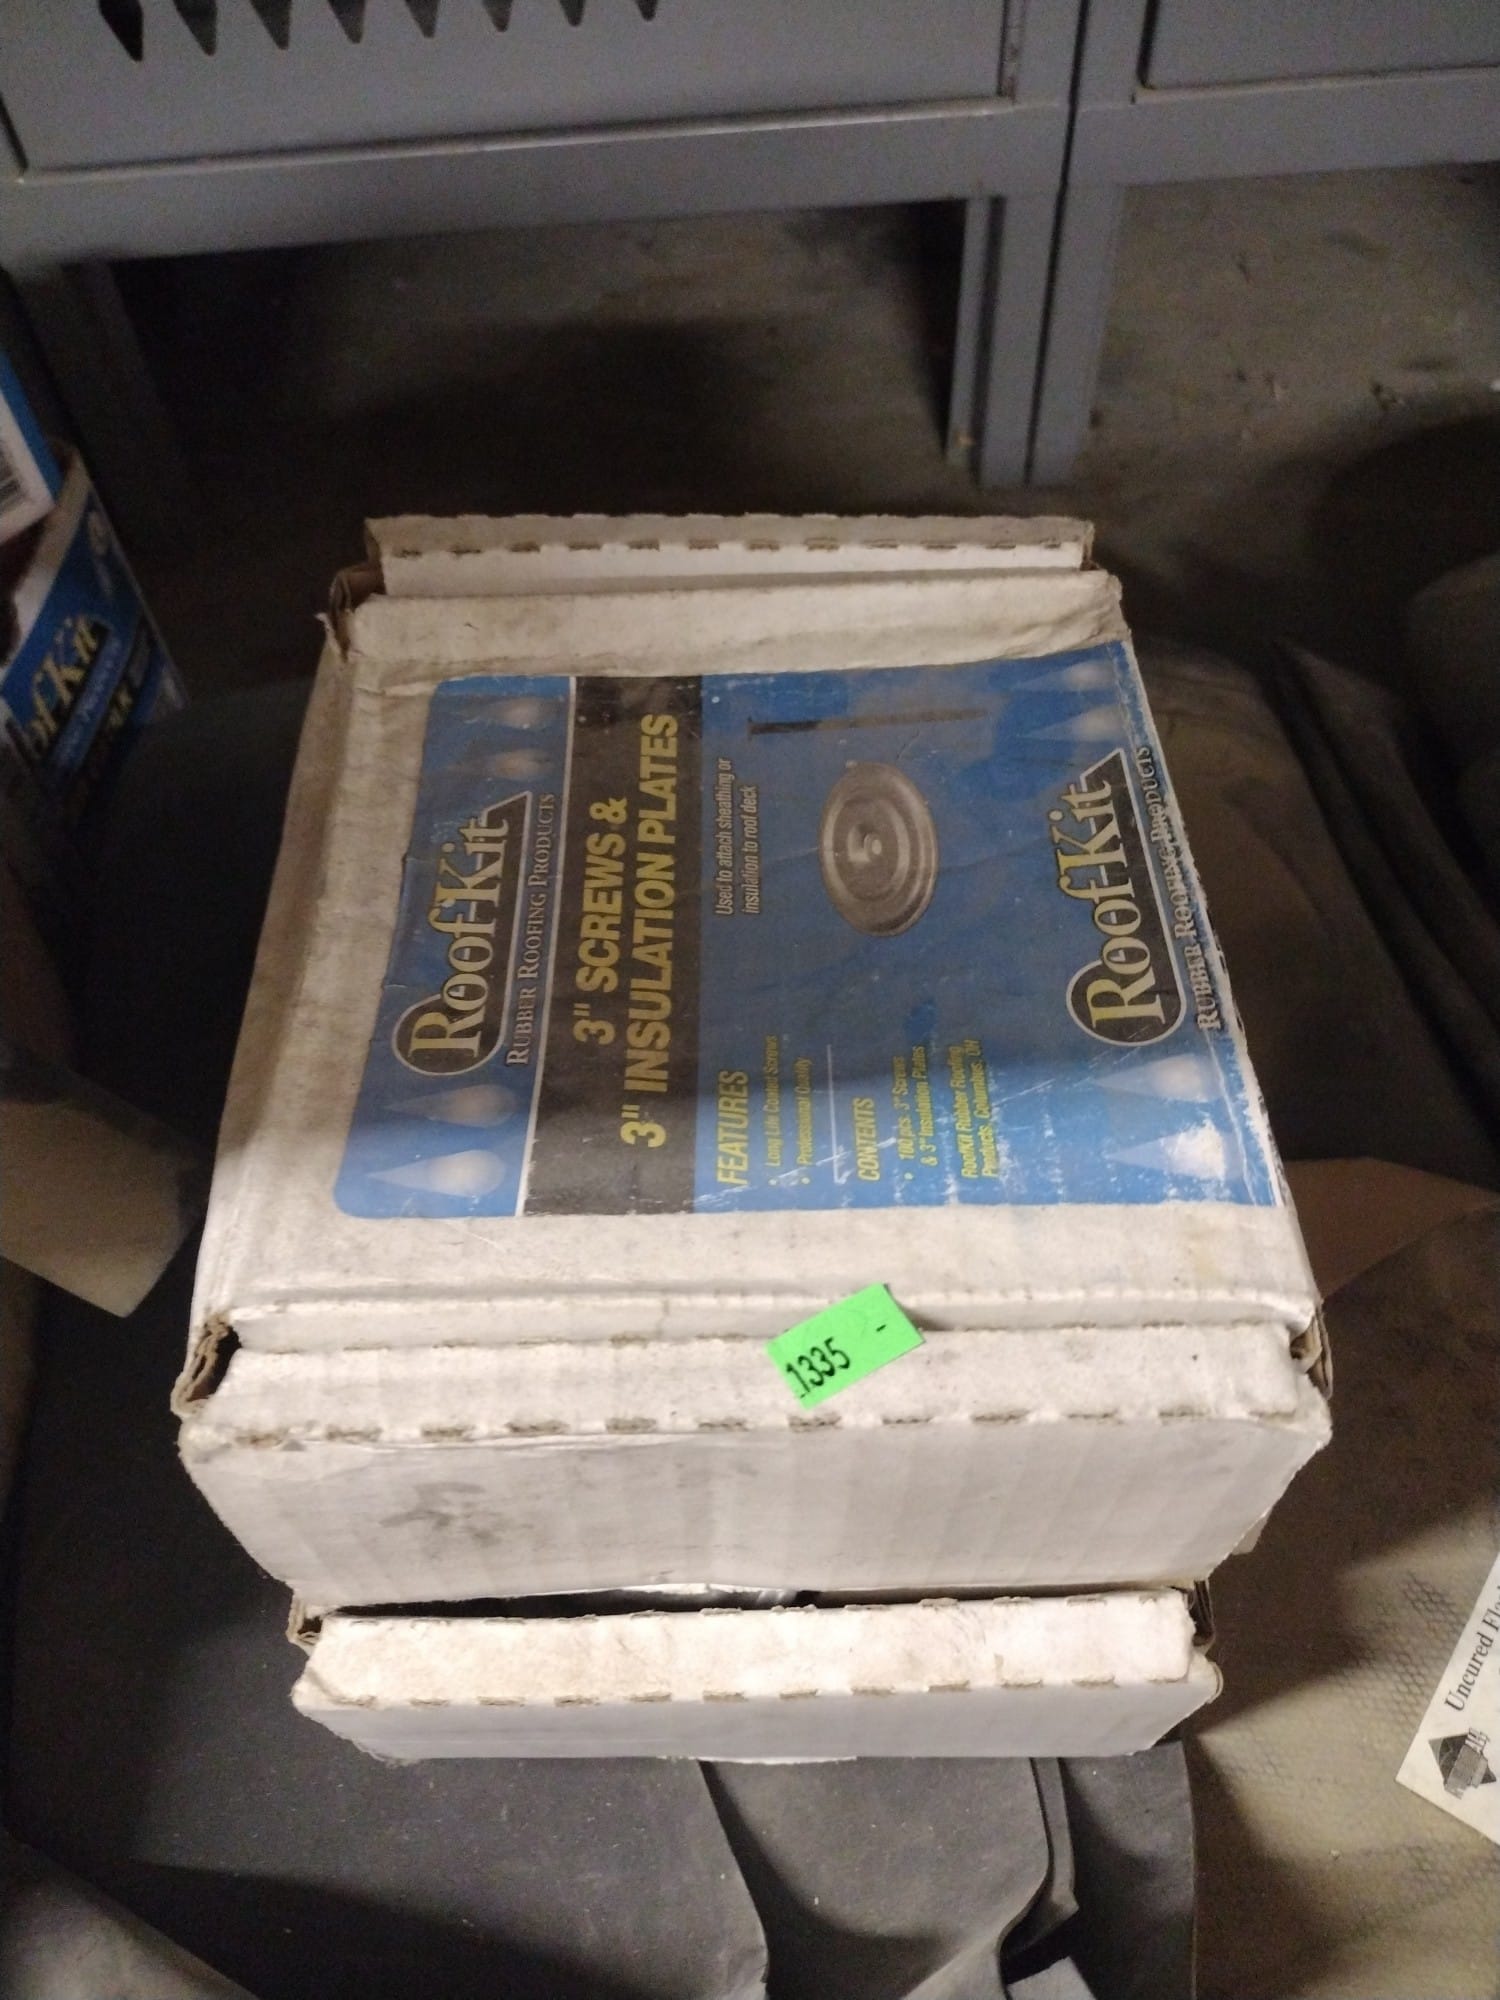 RoofKit
RUBBER ROOFING PRODUCTS
3" SCREWS &
3" INSULATION PLATES
Used to attach sheathing or
insulation to roof deck
FEATURES
• Long Life Coated Screws
• Professional Quality
CONTENTS
• 100 pcs 3" Screws
& 3" Insulation Plates
RoofKit Rubber Roofing
Products, Columbus, OH
RoofKit
RUBBER ROOFING PRODUCTS
1335 -
ofKit
Uncured Fla